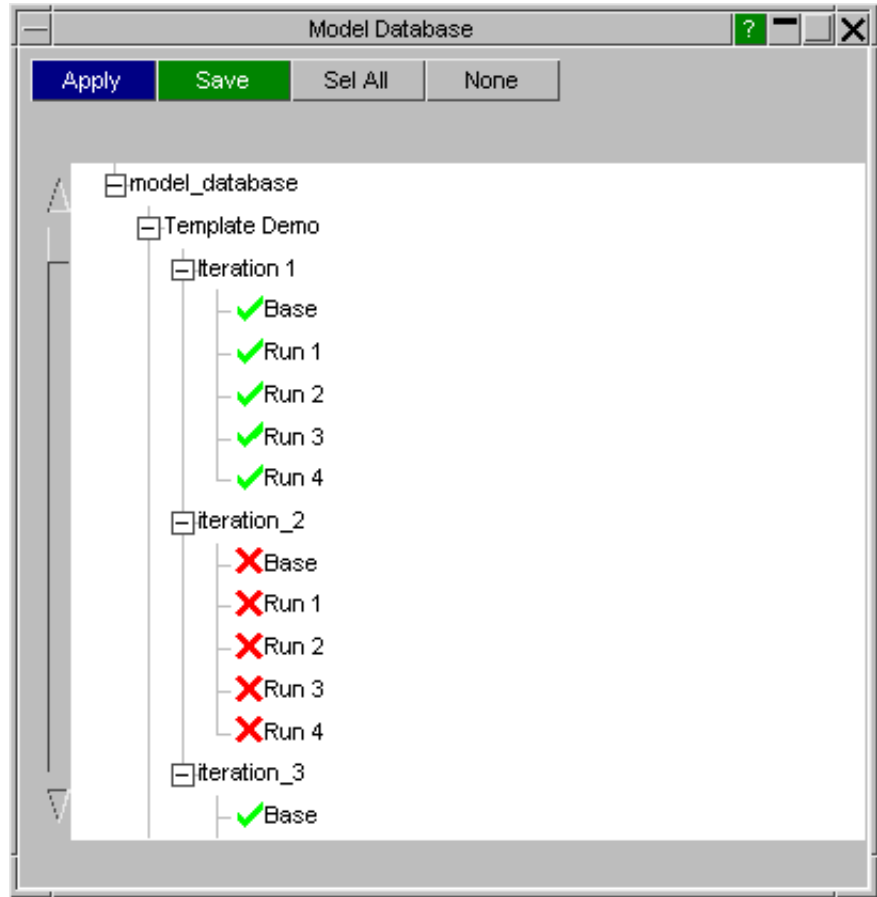 Model Database ?
Apply Save Sel All None
model_database
Template Demo
Iteration 1
Base
Run 1
Run 2
Run 3
Run 4
iteration_2
Base
Run 1
Run 2
Run 3
Run 4
iteration_3
Base